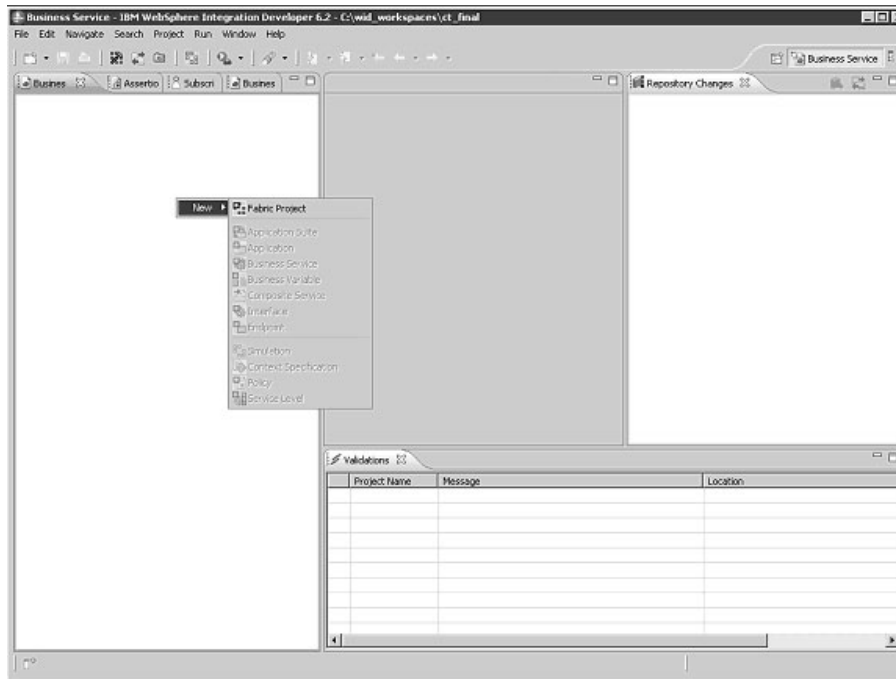 Business Service - IBM WebSphere Integration Developer 6.2 - C:\wid_workspaces\ct_final
File Edit Navigate Search Project Run Window Help
Business Service
Busines Assertio Subscri Busines
Repository Changes
New Fabric Project
Application Suite
Application
Business Service
Business Variable
Composite Service
Interface
Endpoint
Simulation
Context Specification
Policy
Service Level
Validations
Project Name Message Location